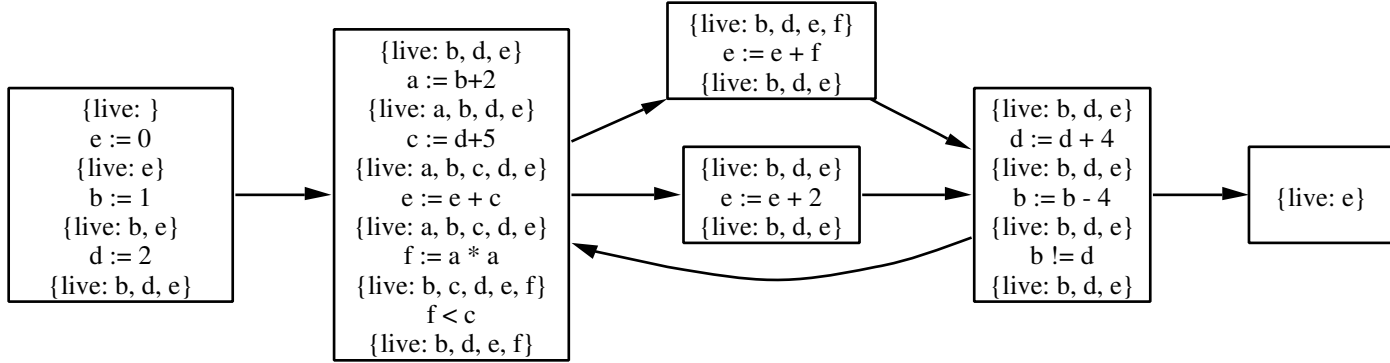 {live: }
e := 0
{live: e}
b := 1
{live: b, e}
d := 2
{live: b, d, e}
{live: b, d, e}
a := b+2
{live: a, b, d, e}
c := d+5
{live: a, b, c, d, e}
e := e + c
{live: a, b, c, d, e}
f := a * a
{live: b, c, d, e, f}
f < c
{live: b, d, e, f}
{live: b, d, e, f}
e := e + f
{live: b, d, e}
{live: b, d, e}
e := e + 2
{live: b, d, e}
{live: b, d, e}
d := d + 4
{live: b, d, e}
b := b - 4
{live: b, d, e}
b != d
{live: b, d, e}
{live: e}